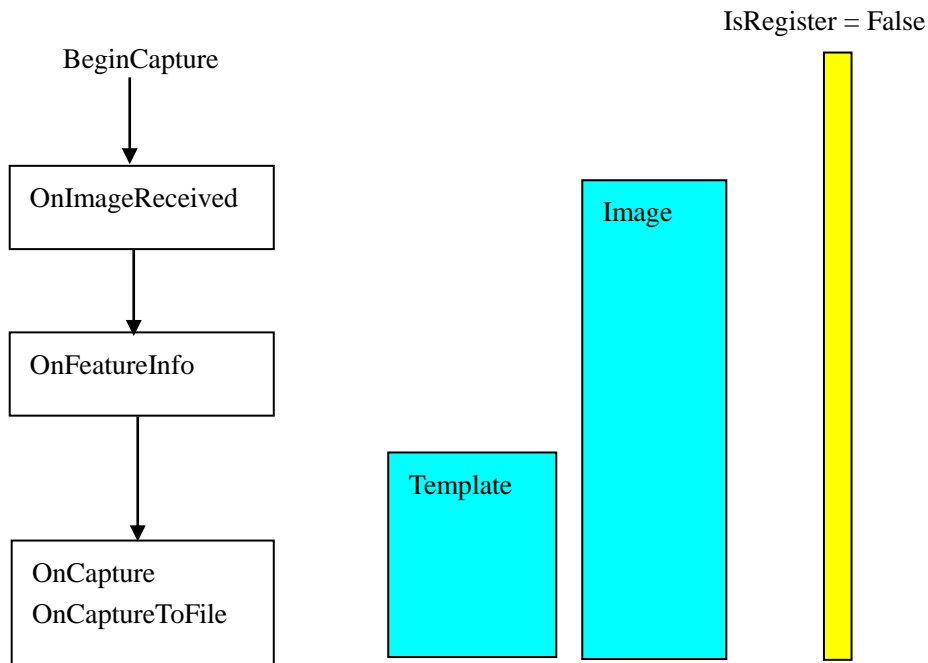 IsRegister = False
BeginCapture
OnImageReceived
Image
OnFeatureInfo
Template
OnCapture
OnCaptureToFile